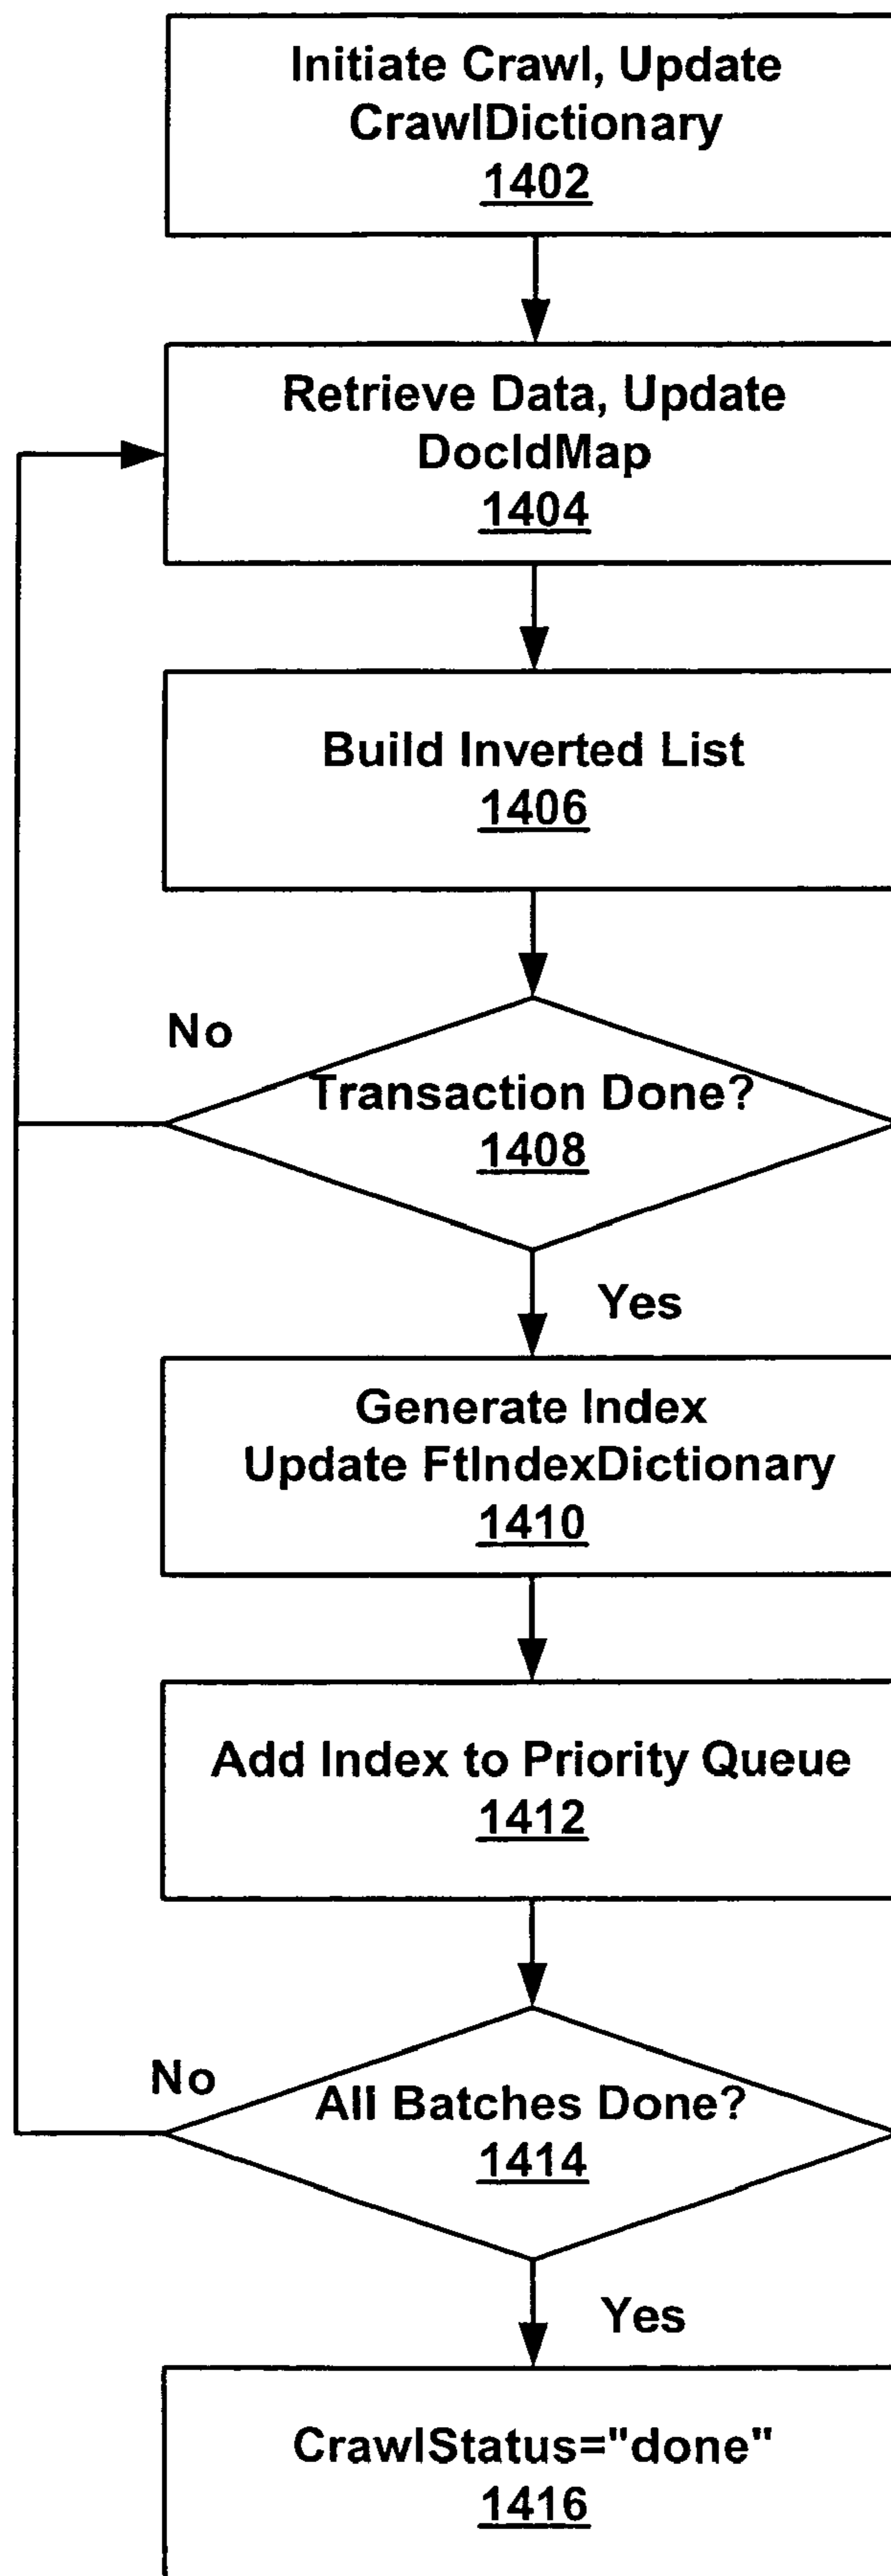 Initiate Crawl, Update
CrawlDictionary
1402
Retrieve Data, Update
DocIdMap
1404
Build Inverted List
1406
No
Transaction Done?
1408
Yes
Generate Index
Update FtIndexDictionary
1410
Add Index to Priority Queue
1412
No
All Batches Done?
1414
Yes
CrawlStatus="done"
1416